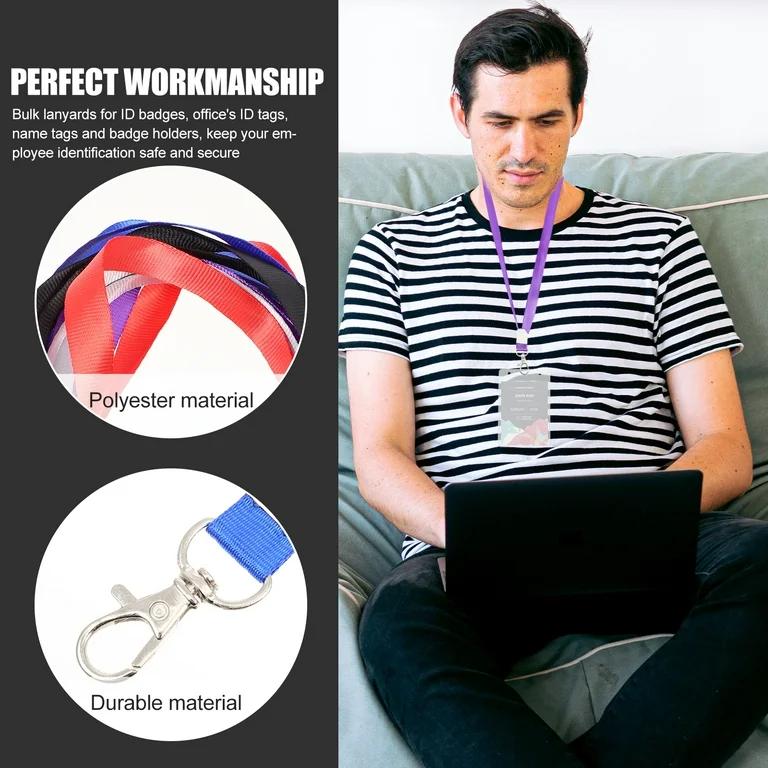 PERFECT WORKMANSHIP
Bulk lanyards for ID badges, office's ID tags,
name tags and badge holders, keep your em-
ployee identification safe and secure
Polyester material
Durable material